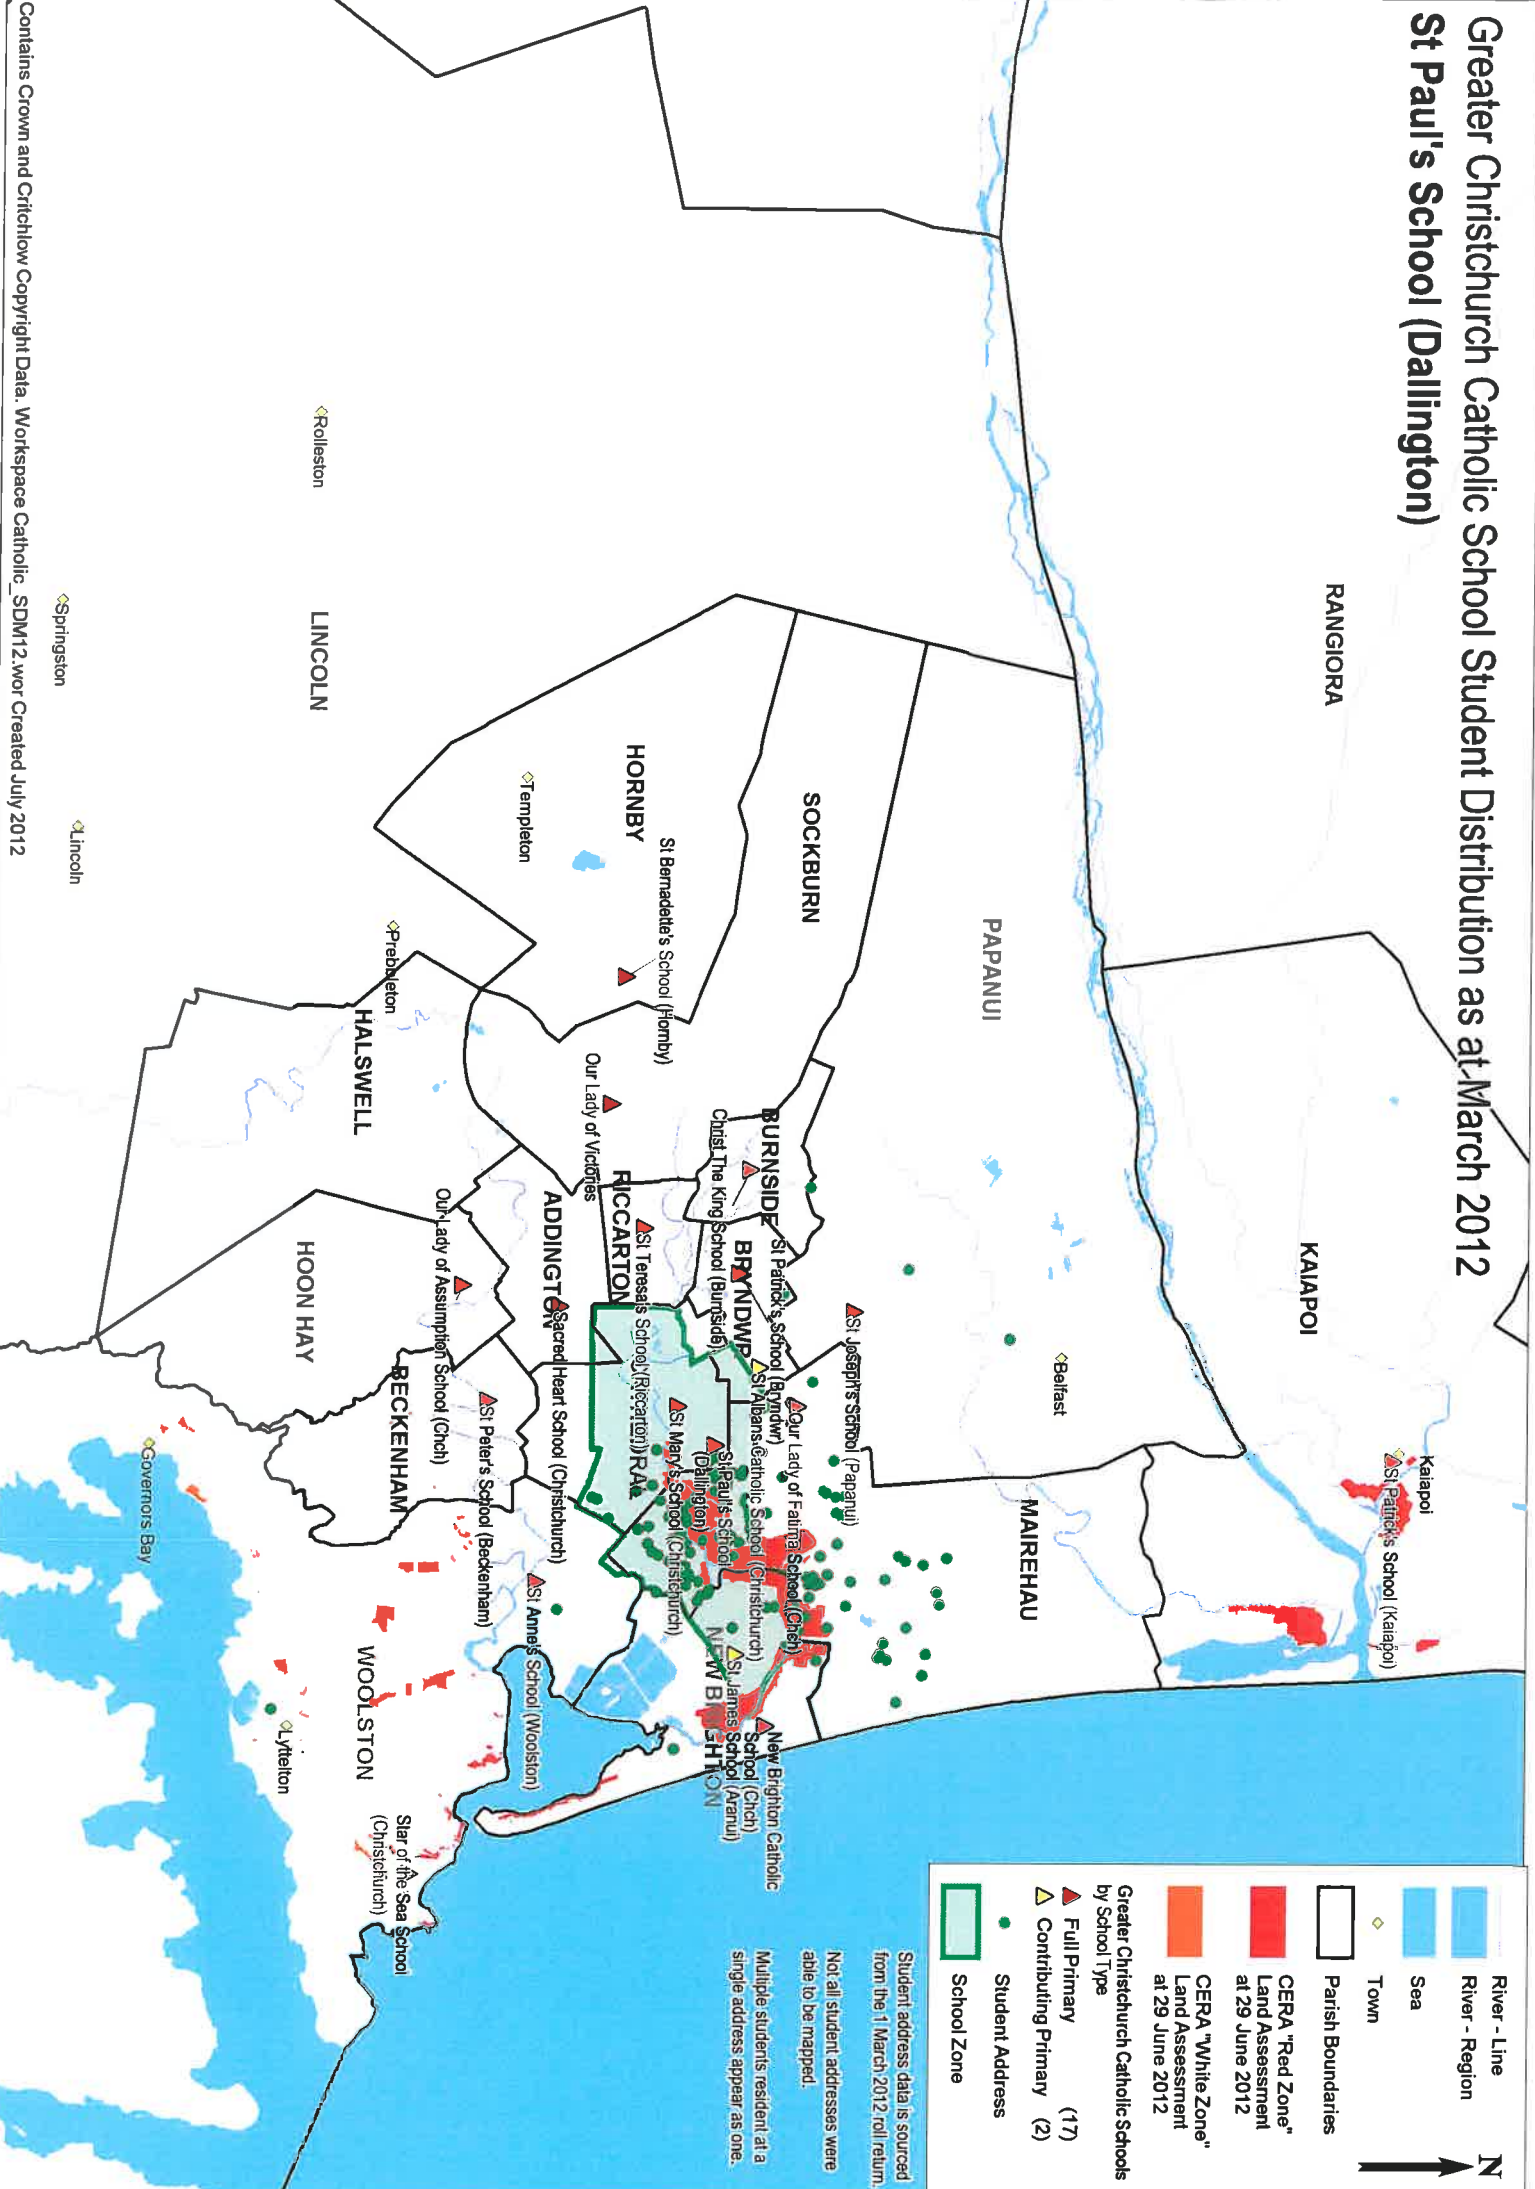 Greater Christchurch Catholic School Student Distribution as at March 2012
St Paul's School (Dallington)
RANGIORA
KAIAPOI
Kaiapoi
St Patrick's School (Kaiapoi)
Belfast
MAIREHAU
PAPANUI
St Joseph's School (Papanui)
SOCKBURN
Our Lady of Fatima School (Chch)
St Patrick's School (Bryndwr)
BURNSIDE
BRYNDWR
St Albans Catholic School (Christchurch)
Christ The King School (Burnside)
New Brighton Catholic
School (Chch)
St James School (Aranui)
NEW BRIGHTON
St Paul's School
(Dallington)
St Mary's School (Christchurch)
St Bernadette's School (Hornby)
HORNBY
St Teresa's School (Riccarton)
RICCARTON
Our Lady of Victories
ADDINGTON
Sacred Heart School (Christchurch)
St Anne's School (Woolston)
Templeton
St Peter's School (Beckenham)
Our Lady of Assumption School (Chch)
BECKENHAM
Star of the Sea School
(Christchurch)
WOOLSTON
Prebbleton
HALSWELL
HOON HAY
Rolleston
LINCOLN
Lyttelton
Governors Bay
Springston
Lincoln
River - Line
River - Region
Sea
Town
Parish Boundaries
CERA "Red Zone"
Land Assessment
at 29 June 2012
CERA "White Zone"
Land Assessment
at 29 June 2012
Greater Christchurch Catholic Schools
by School Type
Full Primary (17)
Contributing Primary (2)
Student Address
School Zone
N
Student address data is sourced
from the 1 March 2012 roll return.
Not all student addresses were
able to be mapped.
Multiple students resident at a
single address appear as one.
Contains Crown and Critchlow Copyright Data. Workspace Catholic_SDM12.wor Created July 2012